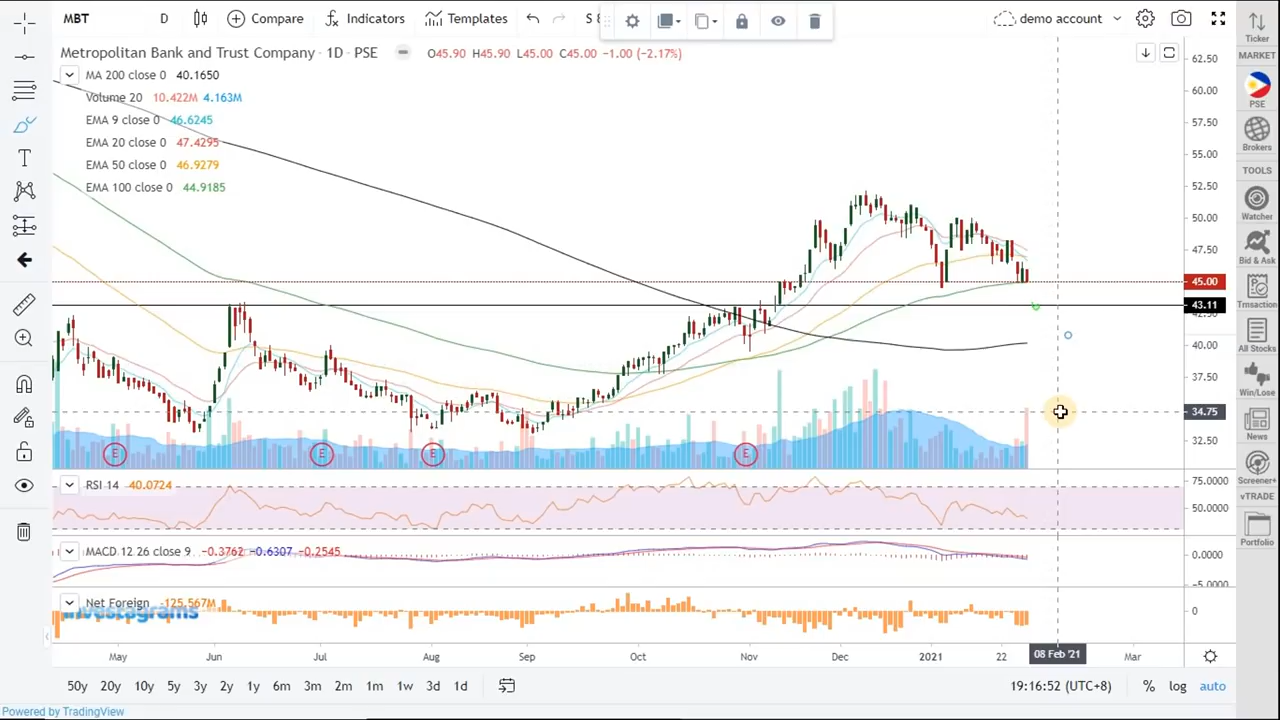 MBT D Compare Indicators Templates S demo account
Metropolitan Bank and Trust Company · 1D · PSE O45.90 H45.90 L45.00 C45.00 −1.00 (−2.17%)
MA 200 close 0 40.1650
Volume 20 10.422M 4.163M
EMA 9 close 0 46.6245
EMA 20 close 0 47.4295
EMA 50 close 0 46.9279
EMA 100 close 0 44.9185
62.50
60.00
57.50
55.00
52.50
50.00
47.50
45.00
43.11
42.50
40.00
37.50
34.75
32.50
E E E E
RSI 14 40.0724
75.0000
50.0000
MACD 12 26 close 9 −0.3762 −0.6307 −0.2545
0.0000
−5.0000
Net Foreign −125.567M
0
investagrams
May Jun Jul Aug Sep Oct Nov Dec 2021 22 08 Feb '21 Mar
50y 20y 10y 5y 3y 2y 1y 6m 3m 2m 1m 1w 3d 1d 19:16:52 (UTC+8) % log auto
Powered by TradingView
Ticker
MARKET
PSE
Brokers
TOOLS
Watcher
Bid & Ask
Trnsaction
All Stocks
Win/Lose
News
Screener+
vTRADE
Portfolio